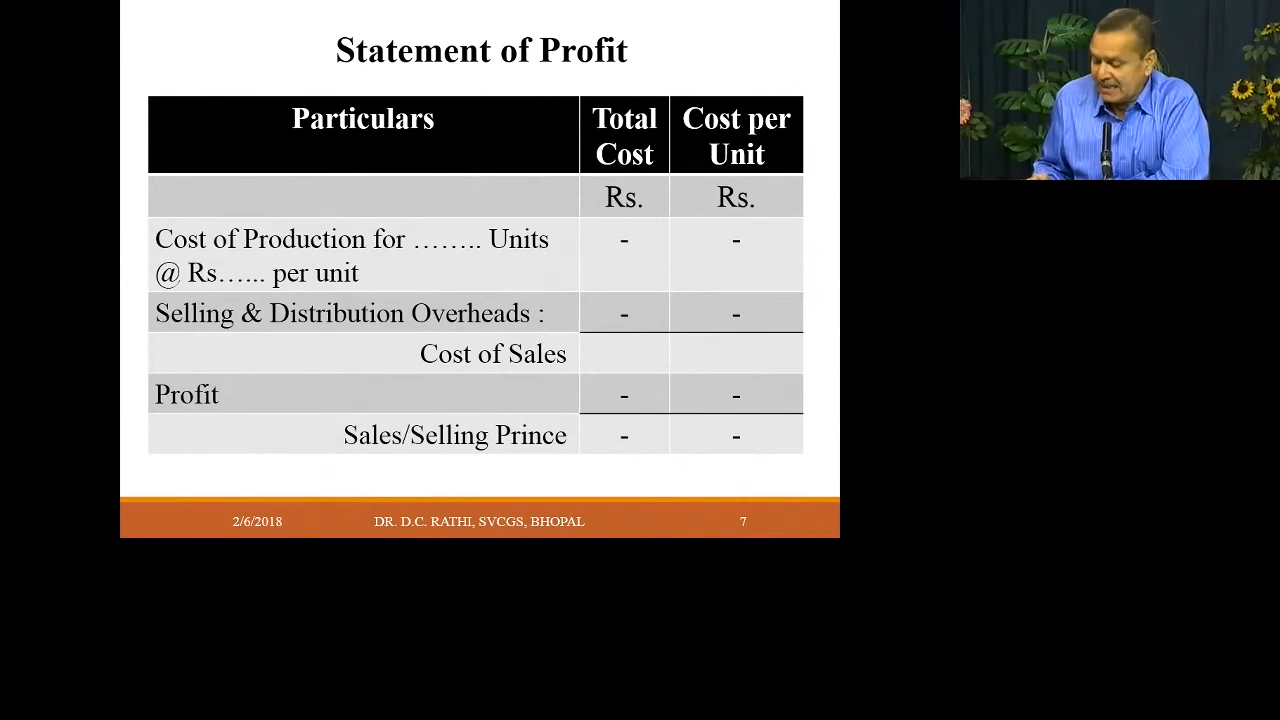 Statement of Profit
Particulars
Total
Cost
Cost per
Unit
Rs.
Rs.
Cost of Production for …….. Units
@ Rs…... per unit
-
-
Selling & Distribution Overheads :
-
-
Cost of Sales
Profit
-
-
Sales/Selling Prince
-
-
2/6/2018
DR. D.C. RATHI, SVCGS, BHOPAL
7